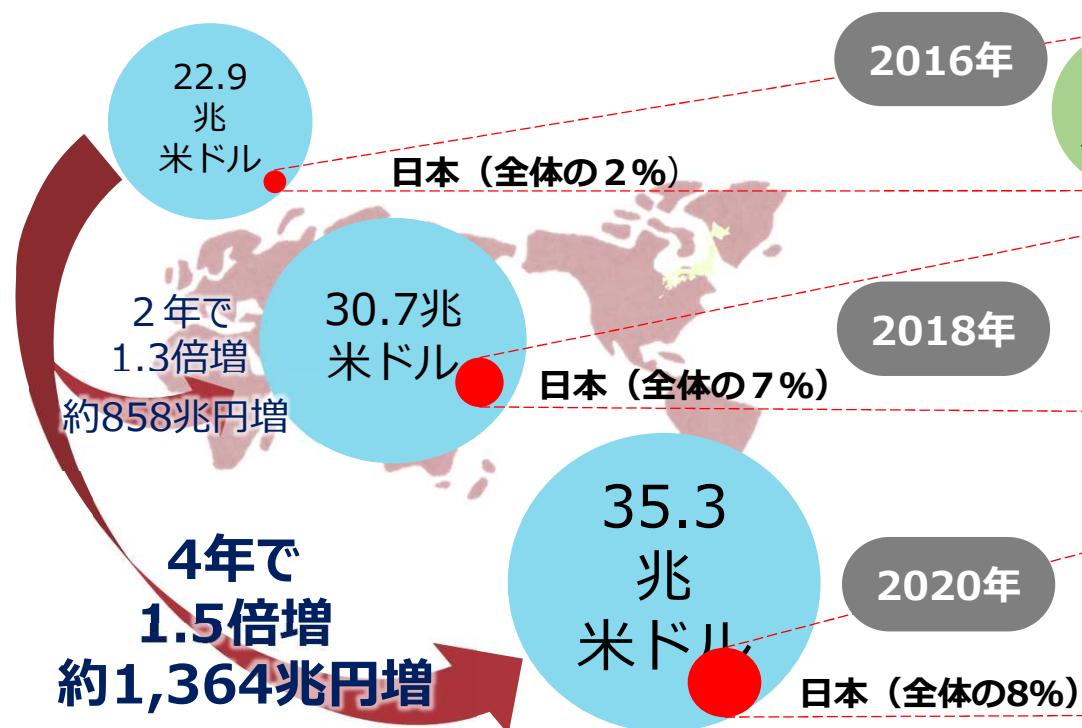 22.9
兆
米ドル
2016年
日本（全体の２%）
30.7兆
米ドル
2018年
２年で
1.3倍増
約858兆円増
日本（全体の７%）
35.3
兆
米ドル
2020年
4年で
1.5倍増
約1,364兆円増
日本（全体の8%）